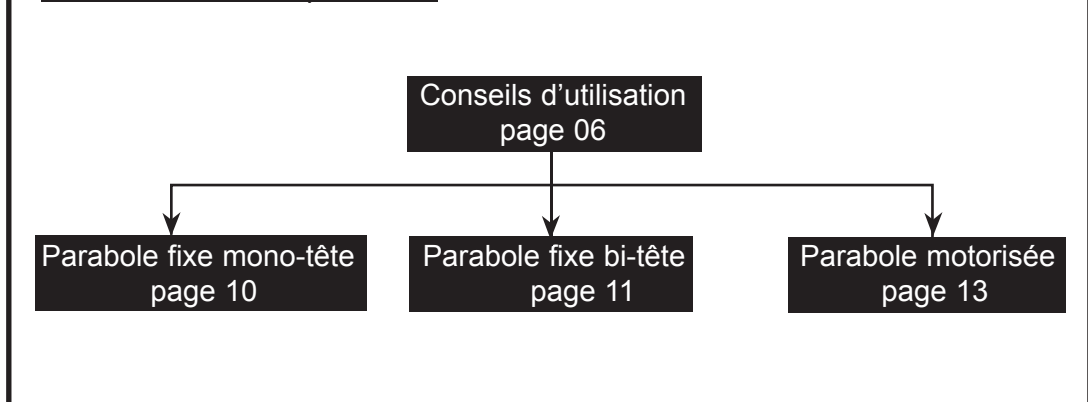 Conseils d’utilisation
page 06
Parabole fixe mono-tête
page 10
Parabole fixe bi-tête
page 11
Parabole motorisée
page 13